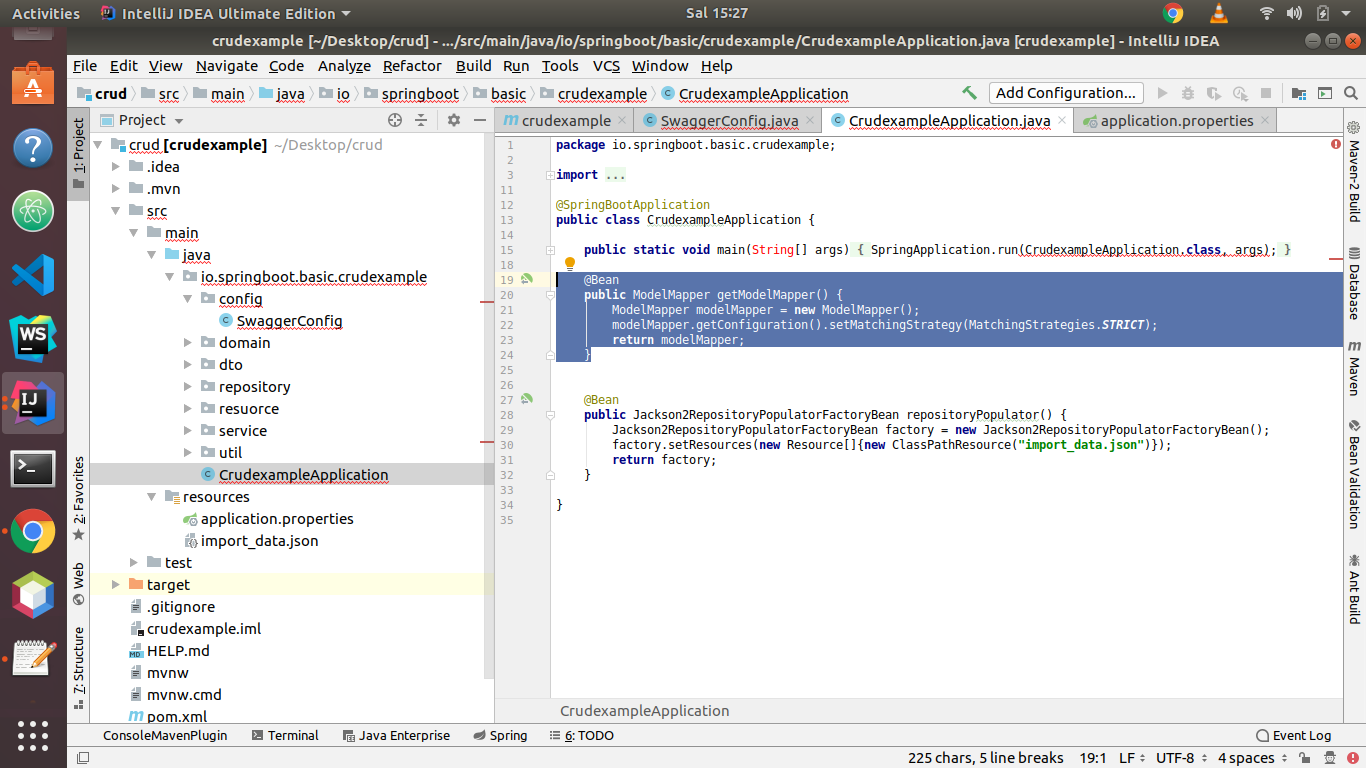 Activities
IntelliJ IDEA Ultimate Edition
Sal 15:27
crudexample [~/Desktop/crud] - .../src/main/java/io/springboot/basic/crudexample/CrudexampleApplication.java [crudexample] - IntelliJ IDEA
File Edit View Navigate Code Analyze Refactor Build Run Tools VCS Window Help
crud src main java io springboot basic crudexample CrudexampleApplication
Add Configuration...
Project
crudexample SwaggerConfig.java CrudexampleApplication.java application.properties
1: Project
2: Favorites
Web
7: Structure
crud [crudexample] ~/Desktop/crud
.idea
.mvn
src
main
java
io.springboot.basic.crudexample
config
SwaggerConfig
domain
dto
repository
resuorce
service
util
CrudexampleApplication
resources
application.properties
import_data.json
test
target
.gitignore
crudexample.iml
HELP.md
mvnw
mvnw.cmd
pom.xml
1 package io.springboot.basic.crudexample;
2
3 import ...
11
12 @SpringBootApplication
13 public class CrudexampleApplication {
14
15 public static void main(String[] args) { SpringApplication.run(CrudexampleApplication.class, args); }
18
19 @Bean
20 public ModelMapper getModelMapper() {
21 ModelMapper modelMapper = new ModelMapper();
22 modelMapper.getConfiguration().setMatchingStrategy(MatchingStrategies.STRICT);
23 return modelMapper;
24 }
25
26
27 @Bean
28 public Jackson2RepositoryPopulatorFactoryBean repositoryPopulator() {
29 Jackson2RepositoryPopulatorFactoryBean factory = new Jackson2RepositoryPopulatorFactoryBean();
30 factory.setResources(new Resource[]{new ClassPathResource("import_data.json")});
31 return factory;
32 }
33
34 }
35
CrudexampleApplication
Maven-2 Build
Database
Maven
Bean Validation
Ant Build
ConsoleMavenPlugin Terminal Java Enterprise Spring 6: TODO Event Log
225 chars, 5 line breaks 19:1 LF UTF-8 4 spaces